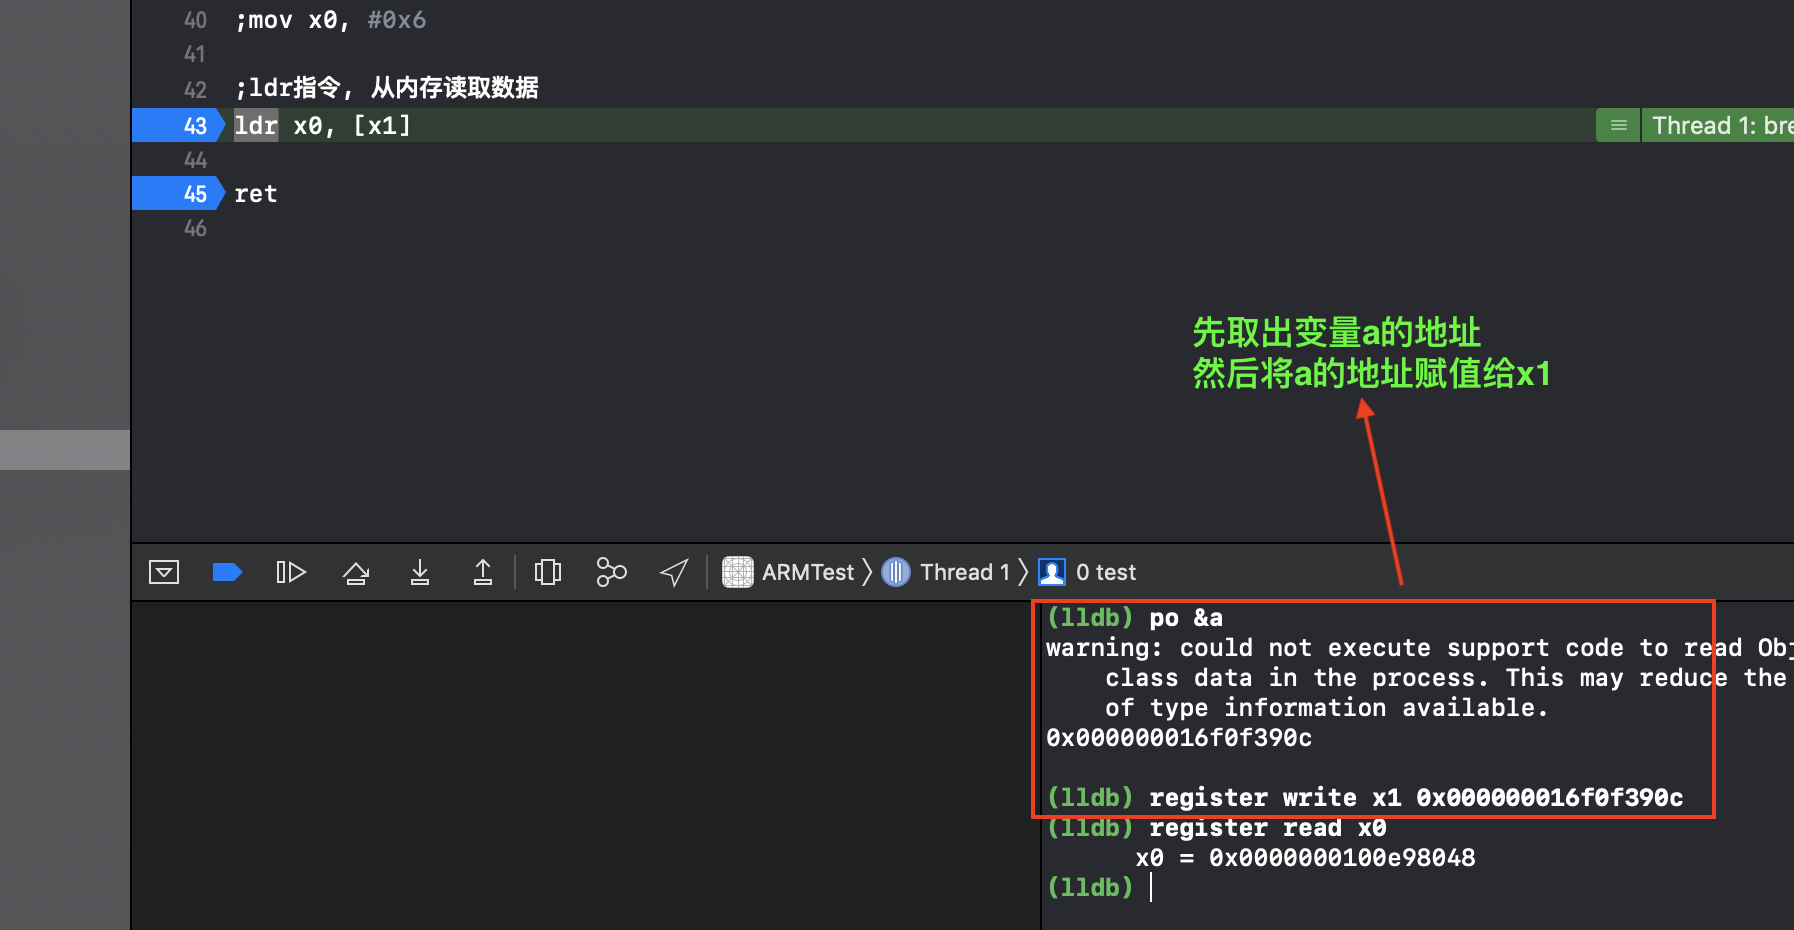 40 ;mov x0, #0x6
41
42 ;ldr指令, 从内存读取数据
43 ldr x0, [x1]
Thread 1: bre
44
45 ret
46
先取出变量a的地址
然后将a的地址赋值给x1
ARMTest 〉 Thread 1 〉 0 test
(lldb) po &a
warning: could not execute support code to read Obj
class data in the process. This may reduce the
of type information available.
0x000000016f0f390c
(lldb) register write x1 0x000000016f0f390c
(lldb) register read x0
x0 = 0x0000000100e98048
(lldb)